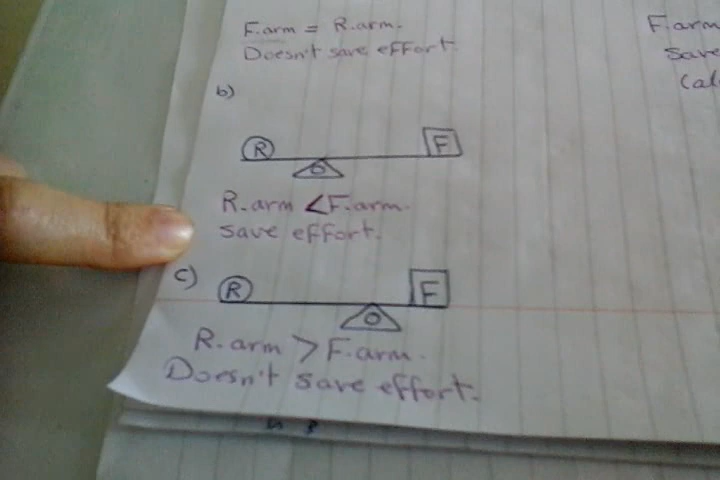 F.arm = R.arm.
Doesn't save effort
b)
R F
O
R.arm < F.arm.
save effort.
c)
R F
O
R.arm > F.arm.
Doesn't save effort.
F.arm
Save